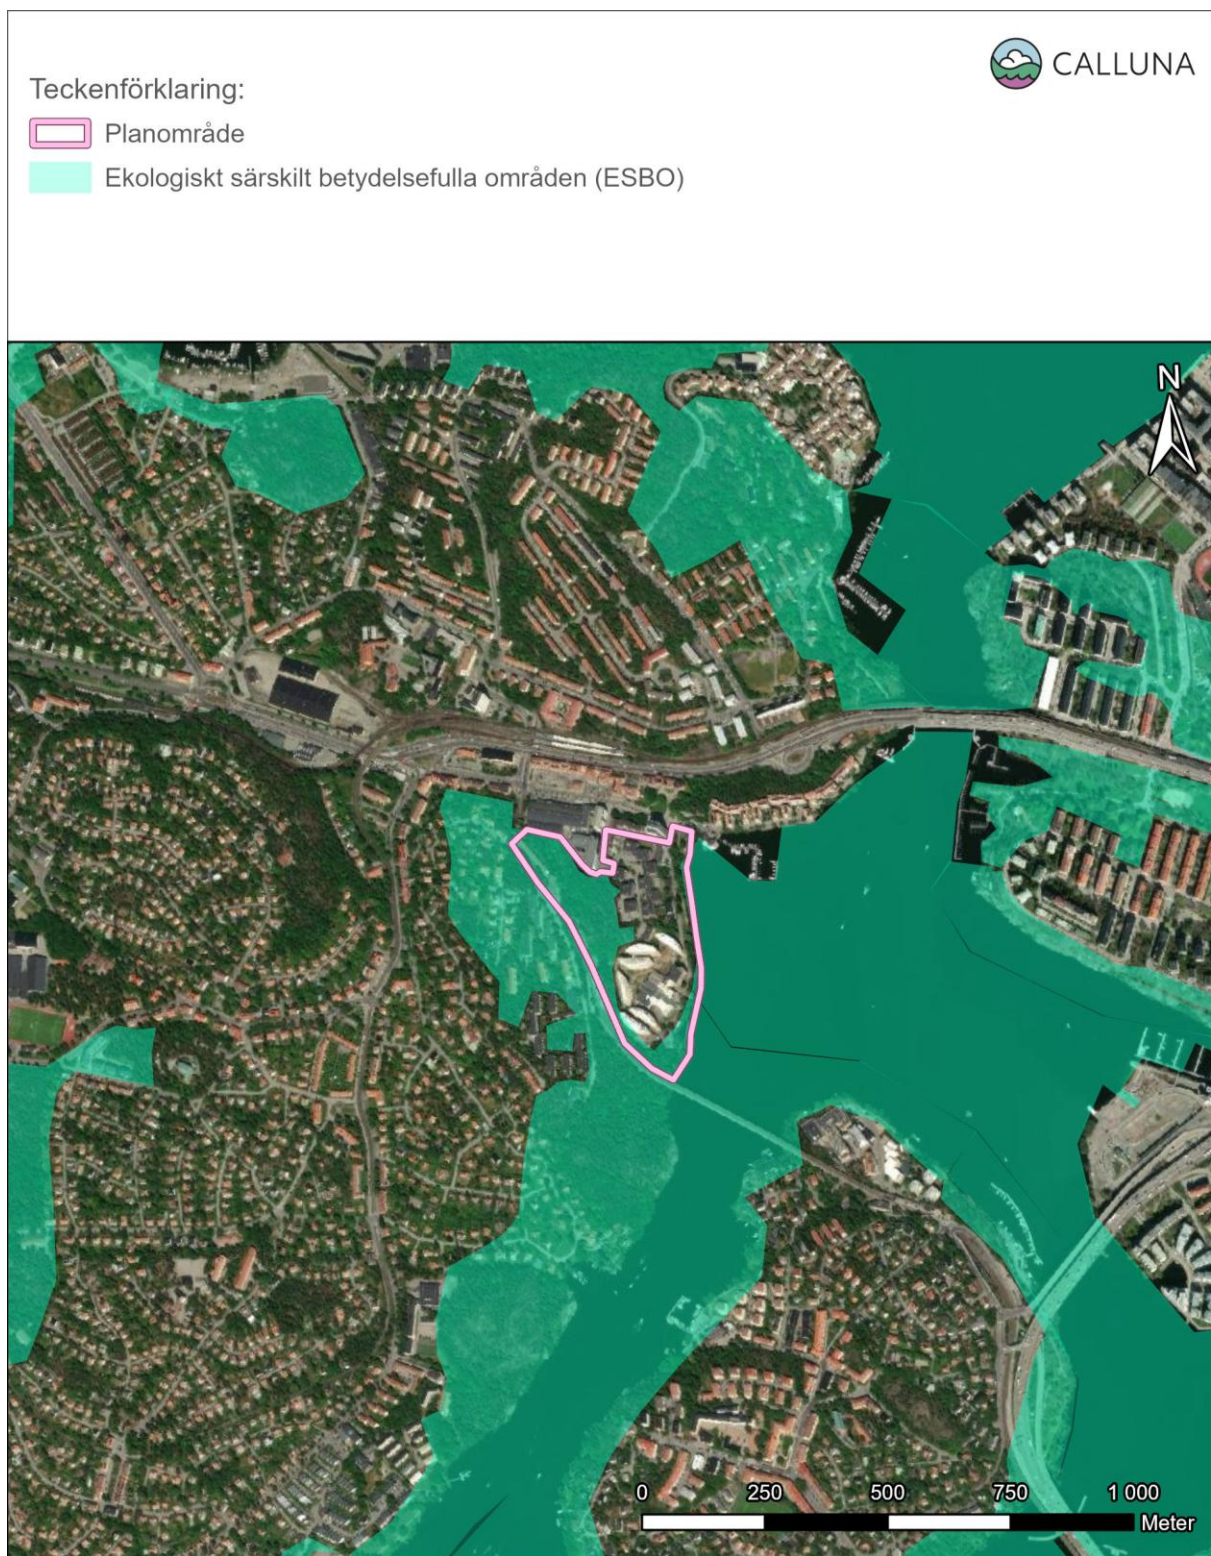 CALLUNA
Teckenförklaring:
Planområde
Ekologiskt särskilt betydelsefulla områden (ESBO)
N
0 250 500 750 1 000
Meter